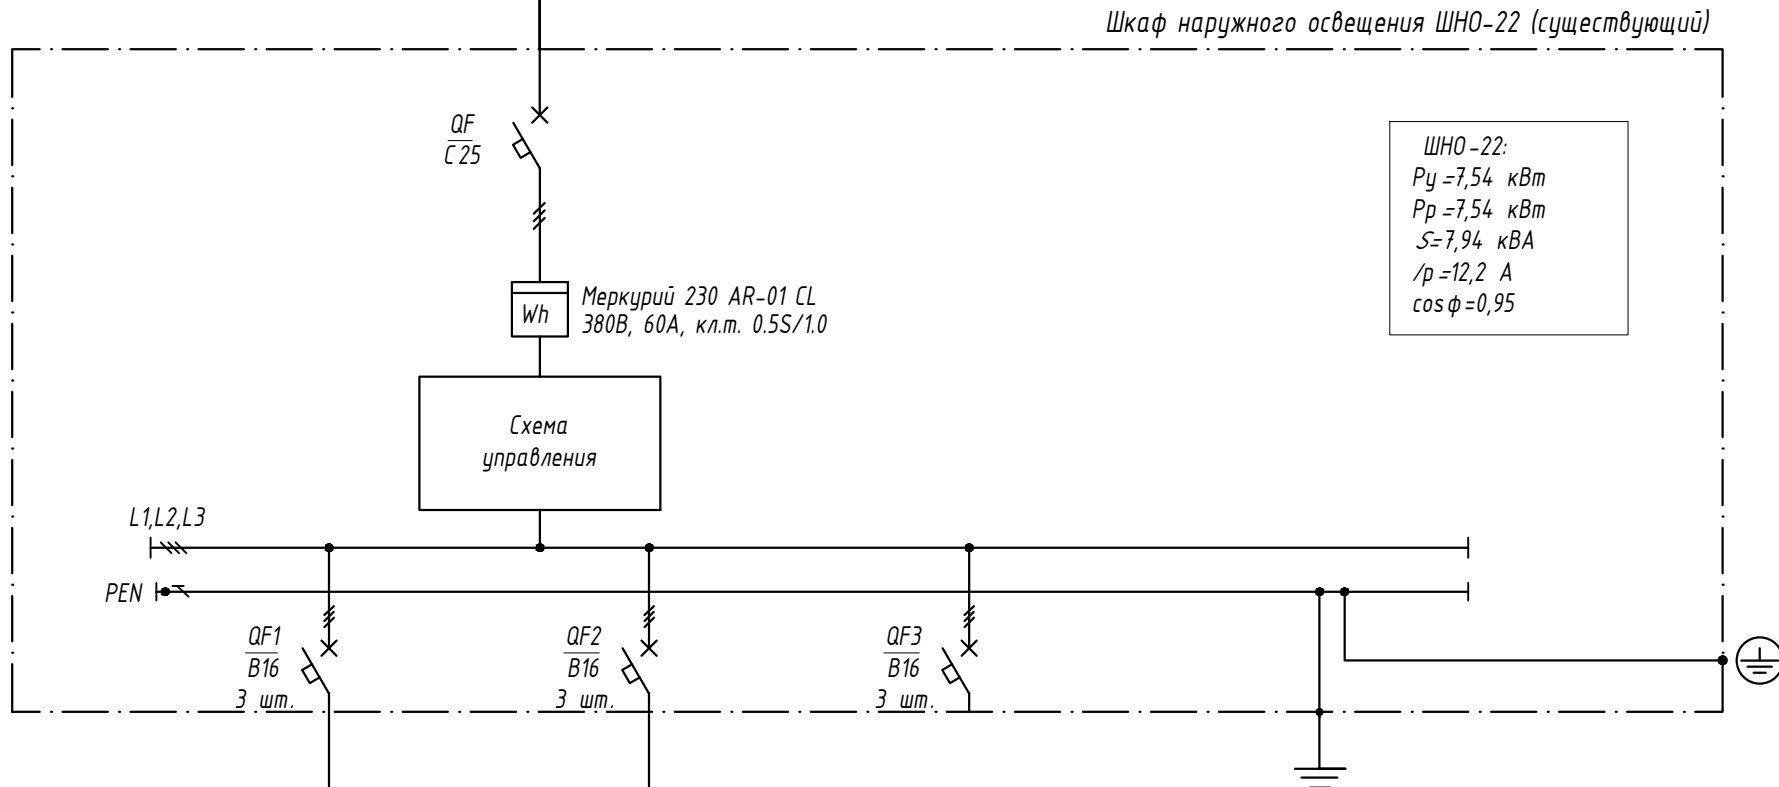 Шкаф наружного освещения ШНО-22 (существующий)
QF
C25
ШНО-22:
Ру=7,54 кВт
Рр=7,54 кВт
S=7,94 кВА
Iр=12,2 А
cosφ=0,95
Wh
Меркурий 230 AR-01 CL
380В, 60А, кл.т. 0.5S/1.0
Схема
управления
L1,L2,L3
PEN
QF1
B16
3 шт.
QF2
B16
3 шт.
QF3
B16
3 шт.